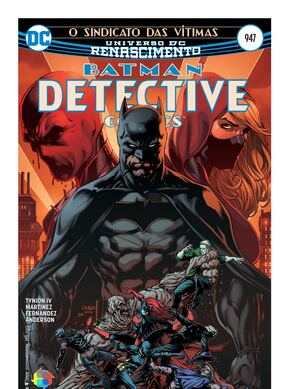 O SINDICATO DAS VÍTIMAS
DC
UNIVERSO DC
RENASCIMENTO
947
BATMAN
DETECTIVE
COMICS
TYNION IV
MARTINEZ
FERNANDEZ
ANDERSON